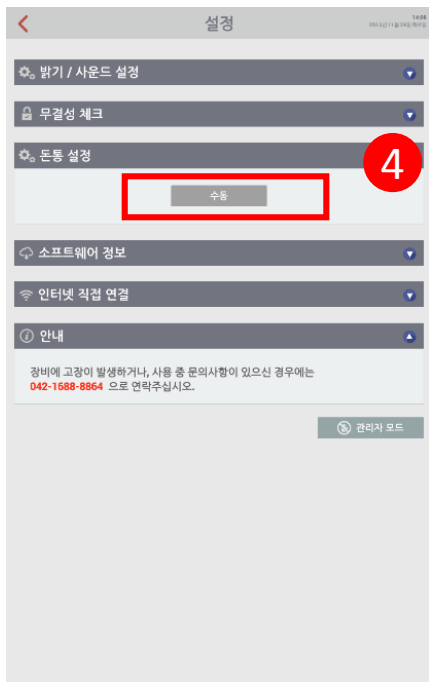 설정
14:08
밝기 / 사운드 설정
무결성 체크
돈통 설정
4
수동
소프트웨어 정보
인터넷 직접 연결
안내
장비에 고장이 발생하거나, 사용 중 문의사항이 있으신 경우에는
042-1688-8864 으로 연락주십시오.
관리자 모드